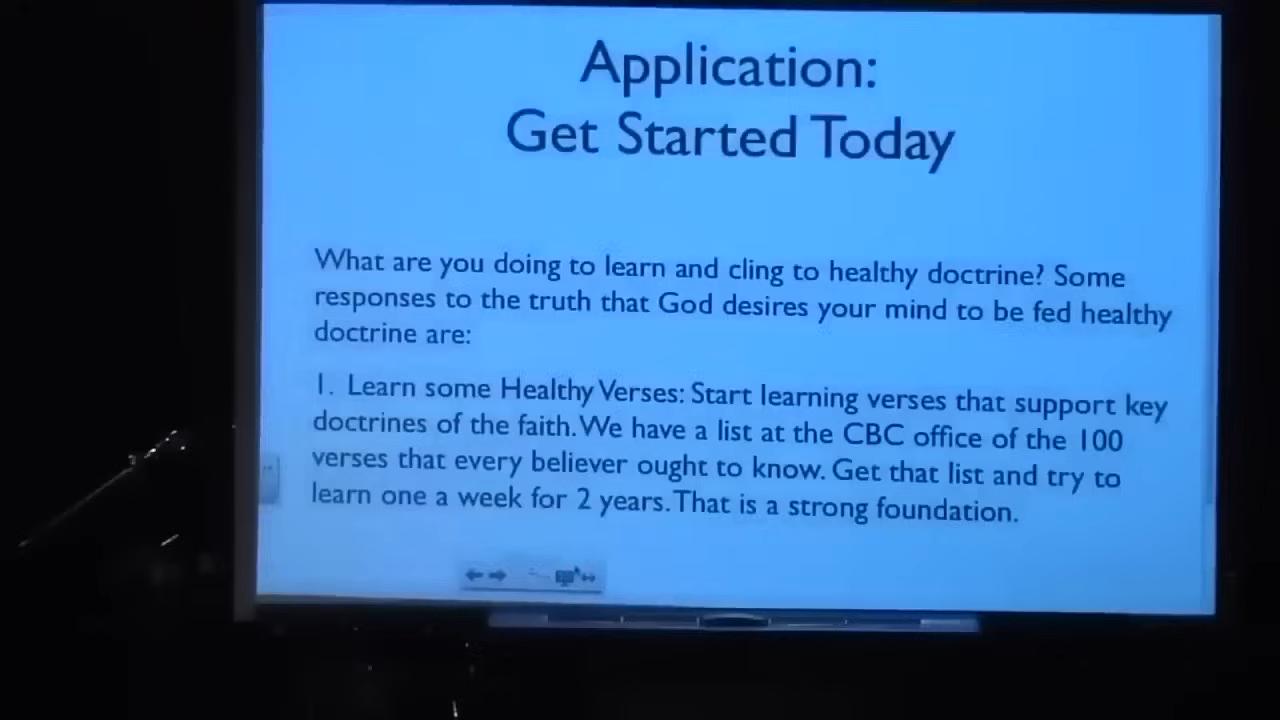 Application:
Get Started Today
What are you doing to learn and cling to healthy doctrine? Some
responses to the truth that God desires your mind to be fed healthy
doctrine are:
1. Learn some Healthy Verses: Start learning verses that support key
doctrines of the faith. We have a list at the CBC office of the 100
verses that every believer ought to know. Get that list and try to
learn one a week for 2 years. That is a strong foundation.